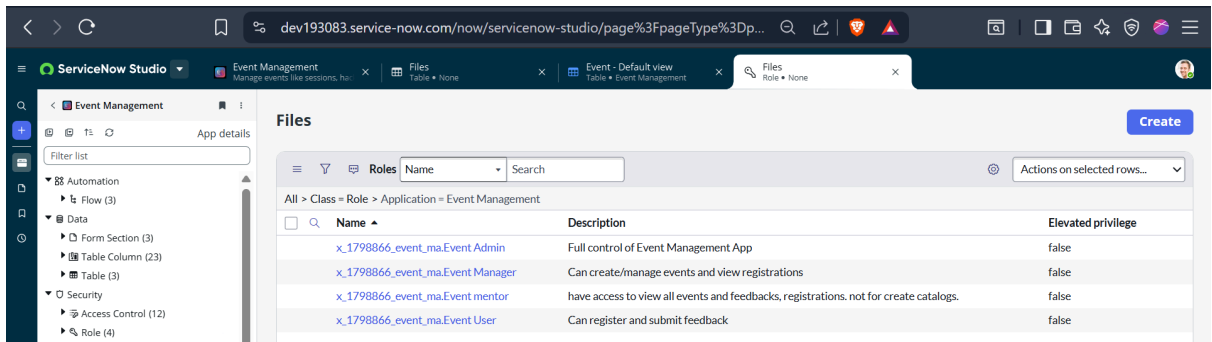 dev193083.service-now.com/now/servicenow-studio/page%3FpageType%3Dp...
ServiceNow Studio
Event Management
Manage events like sessions, ha
Files
Table • None
Event - Default view
Table • Event Management
Files
Role • None
Event Management
App details
Filter list
Automation
Flow (3)
Data
Form Section (3)
Table Column (23)
Table (3)
Security
Access Control (12)
Role (4)
Files
Create
Roles Name Search Actions on selected rows...
All > Class = Role > Application = Event Management
Name Description Elevated privilege
x_1798866_event_ma.Event Admin Full control of Event Management App false
x_1798866_event_ma.Event Manager Can create/manage events and view registrations false
x_1798866_event_ma.Event mentor have access to view all events and feedbacks, registrations. not for create catalogs. false
x_1798866_event_ma.Event User Can register and submit feedback false